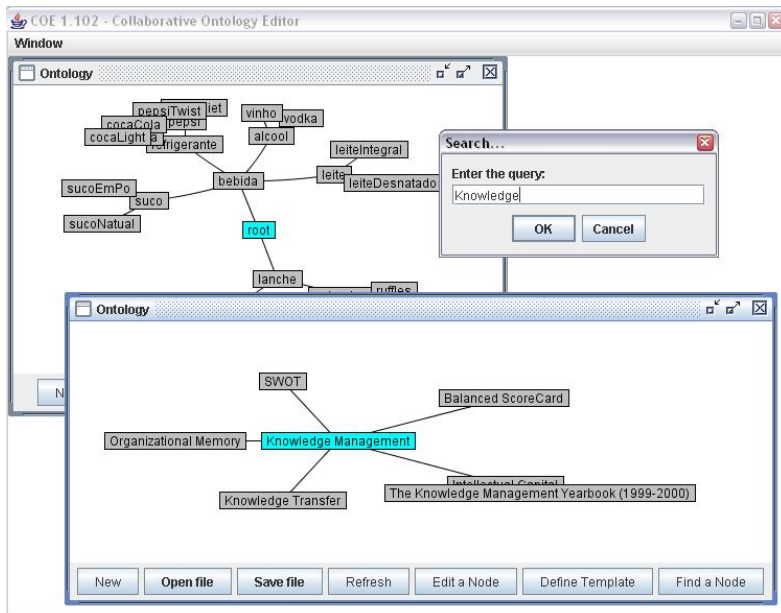 COE 1.102 - Collaborative Ontology Editor
Window
Ontology
pepsiTwist iet
cocaCola pepsi
cocaLight a
refrigerante
vinho
vodka
alcool
leiteIntegral
leite
leiteDesnatado
bebida
sucoEmPo
suco
sucoNatual
root
lanche
ruffles
Search...
Enter the query:
Knowledge
OK Cancel
N
Ontology
SWOT
Balanced ScoreCard
Organizational Memory
Knowledge Management
Intellectual Capital
The Knowledge Management Yearbook (1999-2000)
Knowledge Transfer
New Open file Save file Refresh Edit a Node Define Template Find a Node